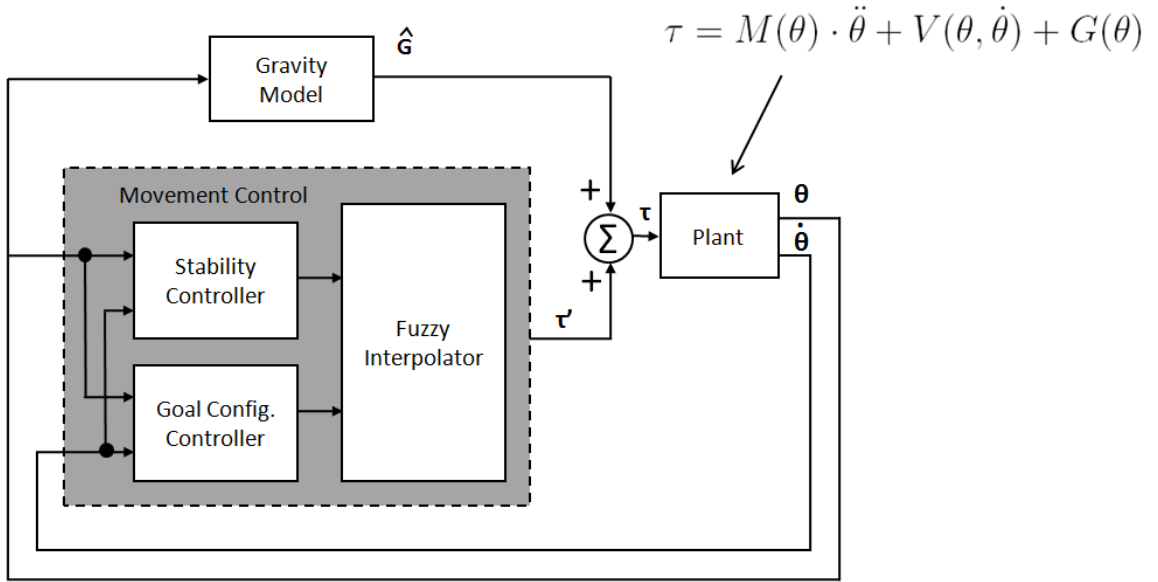 τ = M(θ) · θ̈ + V(θ, θ̇) + G(θ)
Ĝ
Gravity
Model
Movement Control
+
Stability
Controller
Σ
τ
Plant
θ
θ̇
+
τ’
Fuzzy
Interpolator
Goal Config.
Controller